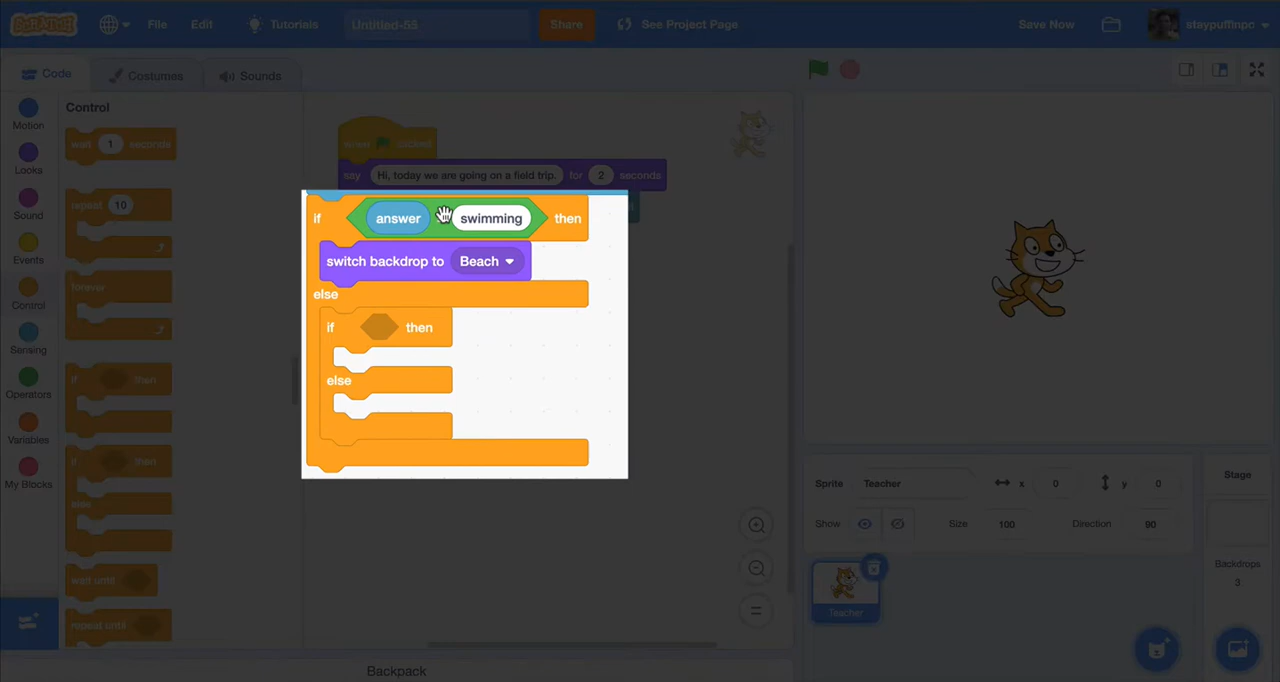 SCRATCH File Edit Tutorials Untitled-55 Share See Project Page Save Now staypuffinpc
Code Costumes Sounds
Motion
Looks
Sound
Events
Control
Sensing
Operators
Variables
My Blocks
Control
wait 1 seconds
repeat 10
forever
if then
if then
else
wait until
repeat until
when clicked
say Hi, today we are going on a field trip. for 2 seconds
if answer swimming then
switch backdrop to Beach
else
if then
else
Backpack
Sprite Teacher x 0 y 0
Show Size 100 Direction 90
Teacher
Stage
Backdrops
3